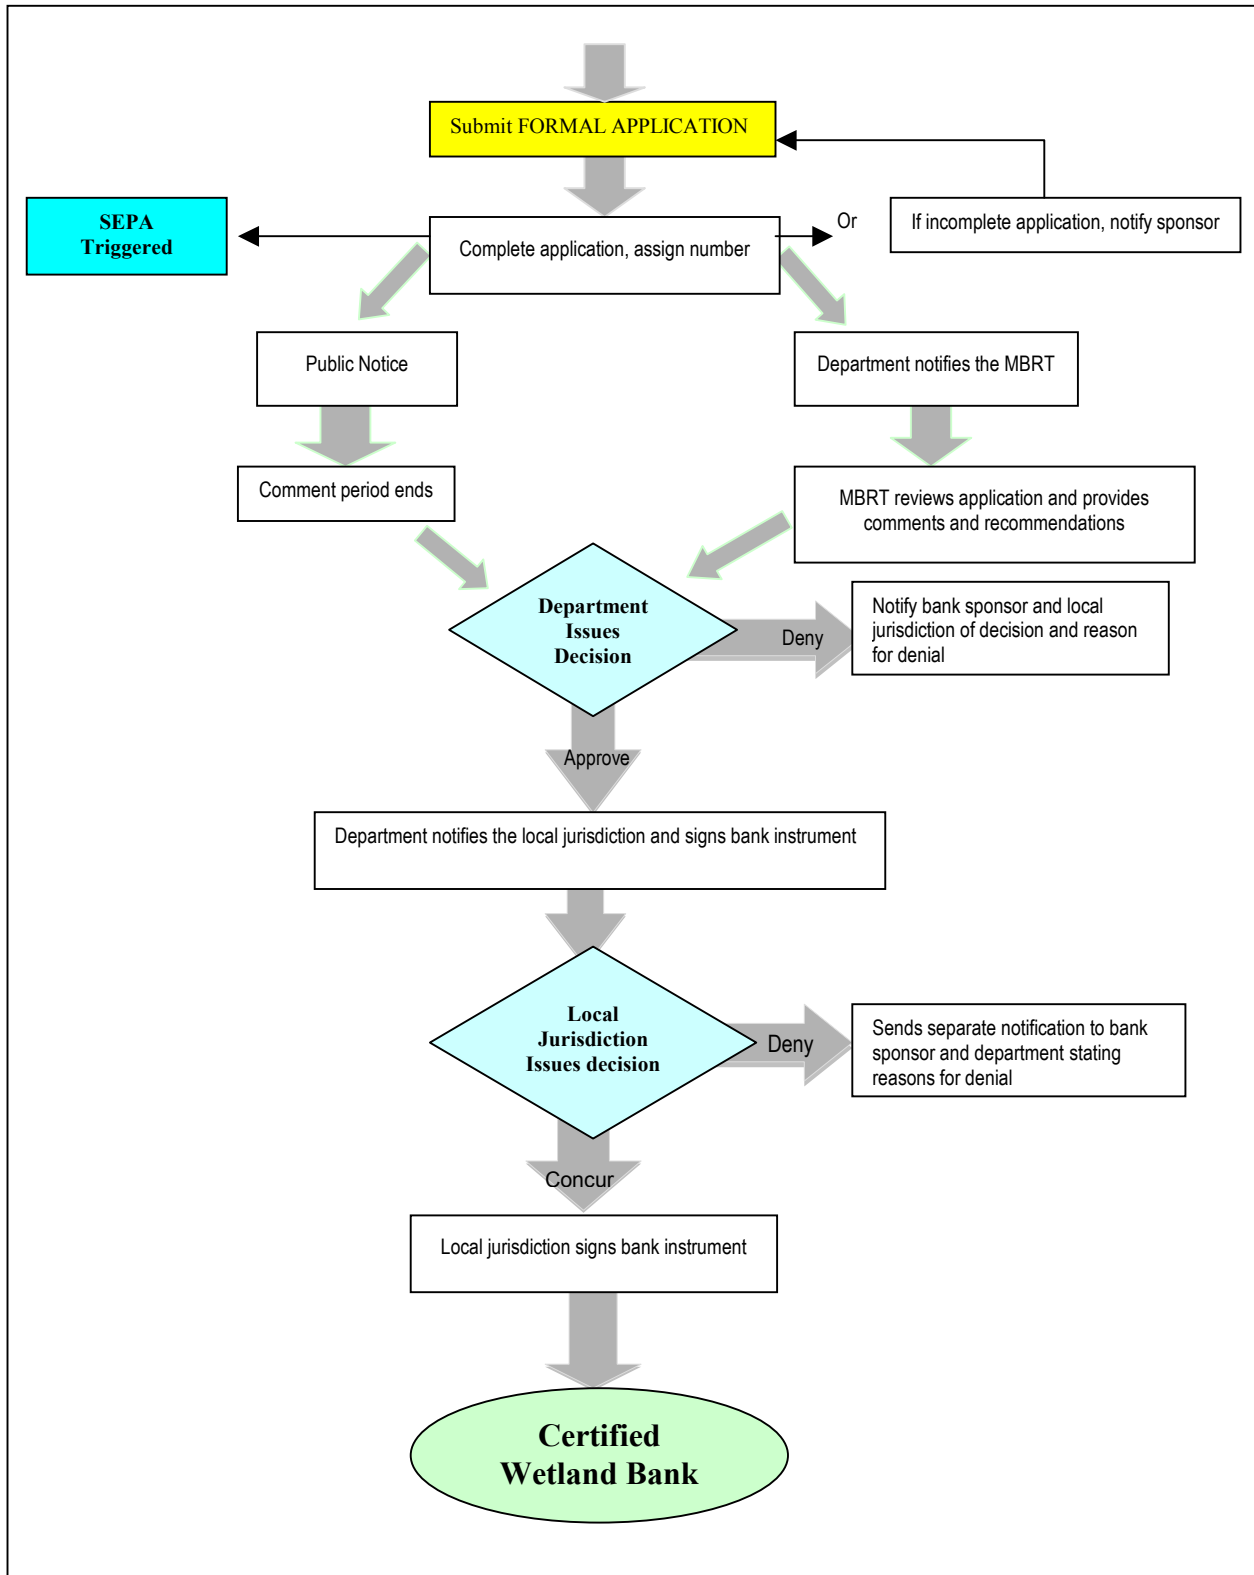 Submit FORMAL APPLICATION
SEPA
Triggered
Complete application, assign number
Or
If incomplete application, notify sponsor
Public Notice
Department notifies the MBRT
Comment period ends
MBRT reviews application and provides
comments and recommendations
Department
Issues
Decision
Deny
Notify bank sponsor and local
jurisdiction of decision and reason
for denial
Approve
Department notifies the local jurisdiction and signs bank instrument
Local
Jurisdiction
Issues decision
Deny
Sends separate notification to bank
sponsor and department stating
reasons for denial
Concur
Local jurisdiction signs bank instrument
Certified
Wetland Bank